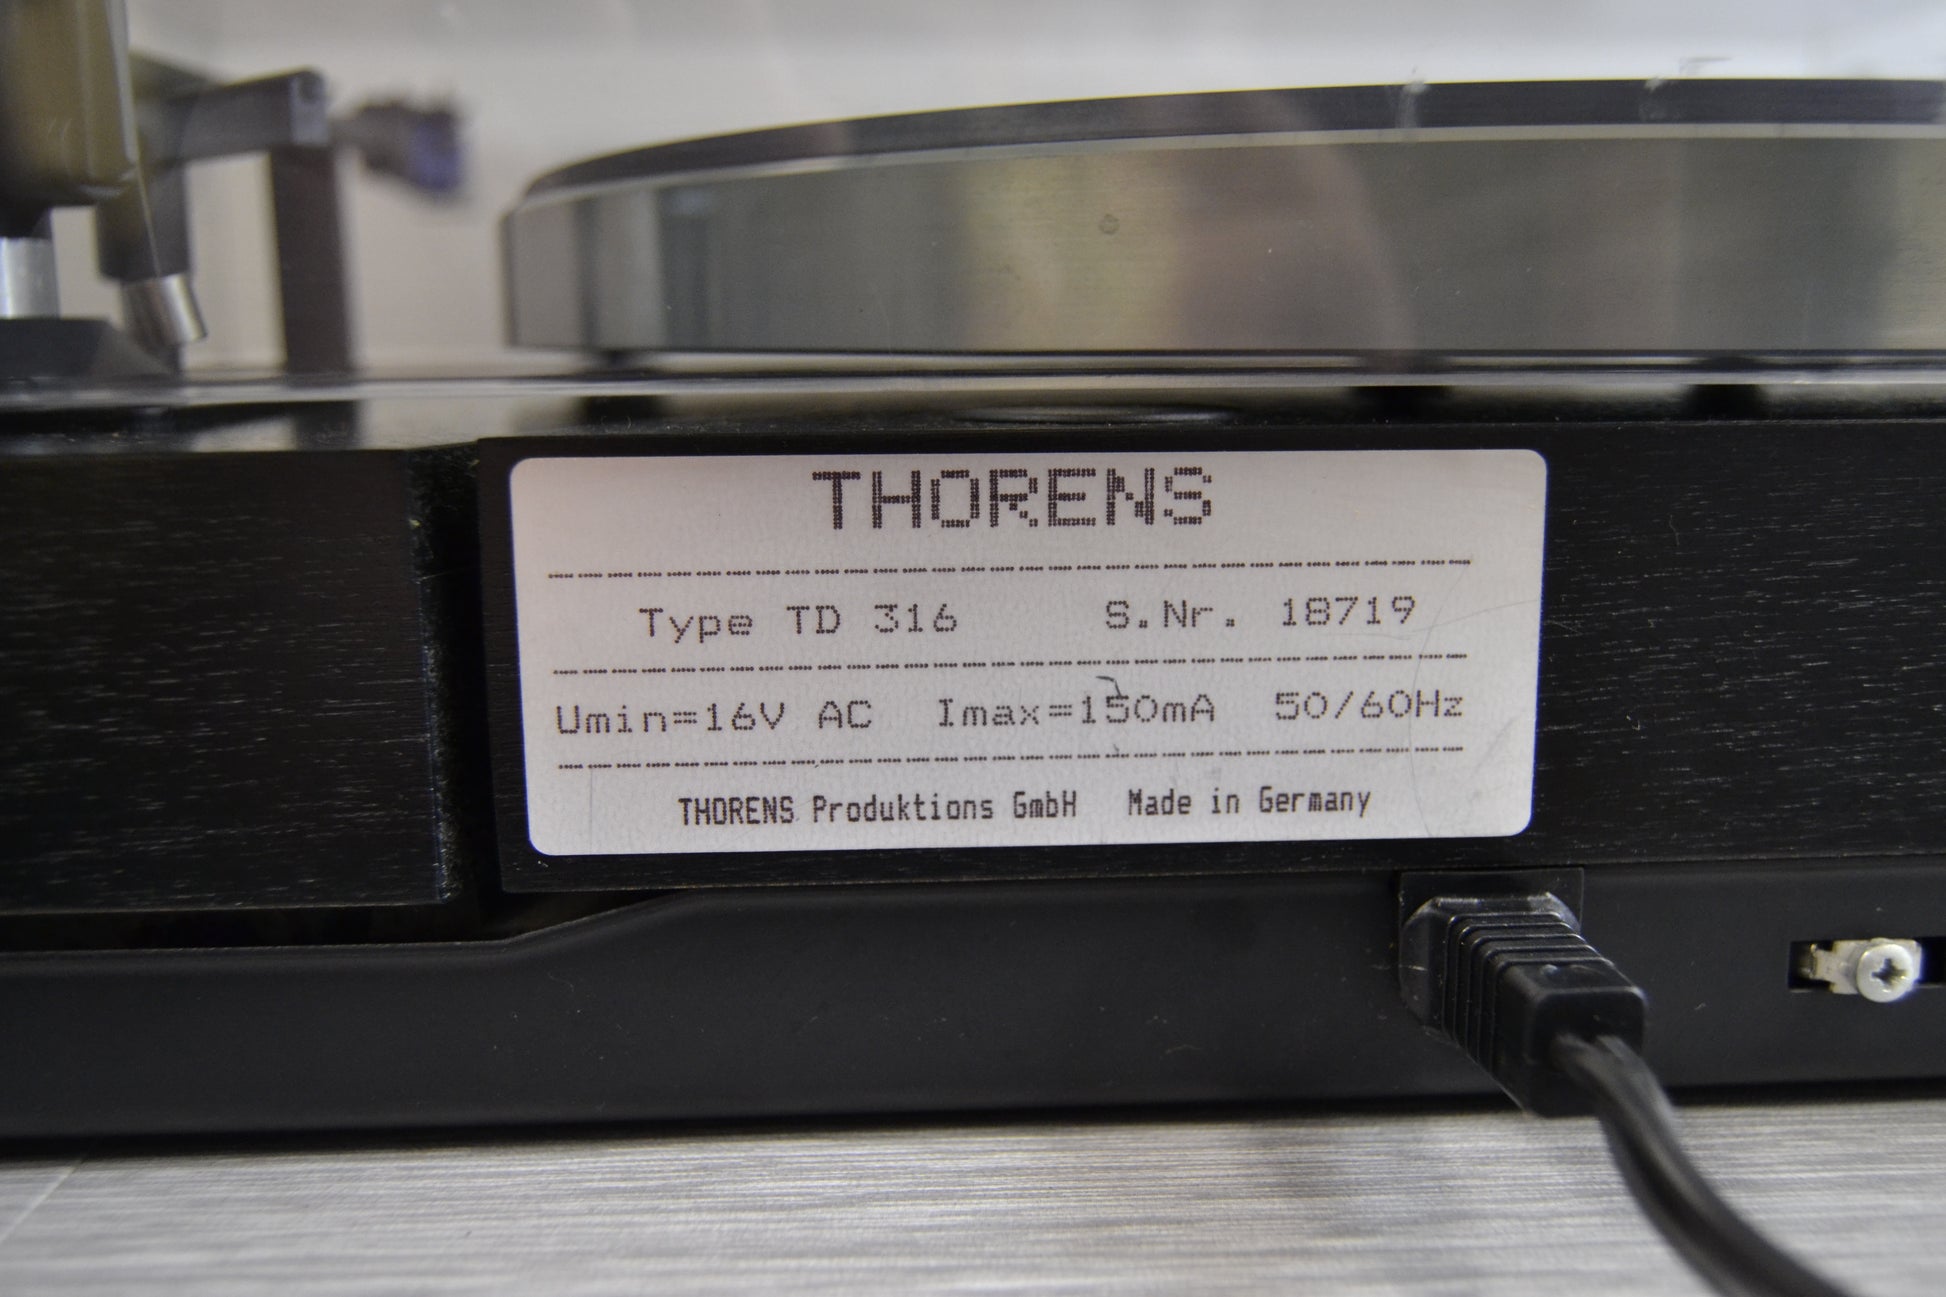 THORENS
Type TD 316 S.Nr. 18719
Umin=16V AC Imax=150mA 50/60Hz
THORENS Produktions GmbH Made in Germany